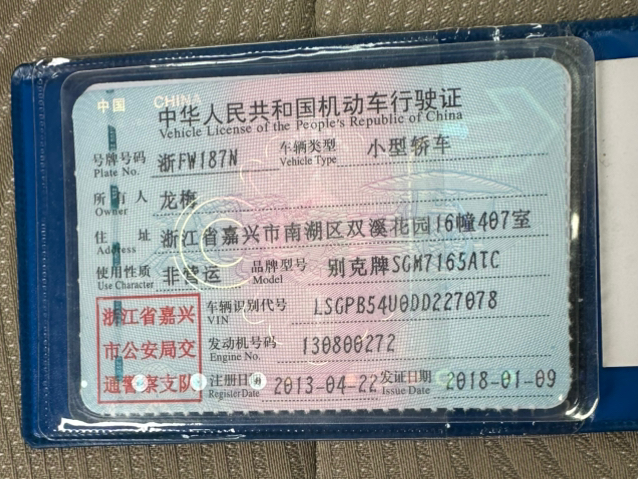 中国 CHINA
中华人民共和国机动车行驶证
Vehicle License of the People's Republic of China
号牌号码 浙FW187N 车辆类型 小型轿车
Plate No. Vehicle Type
所有人 龙梅
Owner
住址 浙江省嘉兴市南湖区双溪花园16幢407室
Address
使用性质 非营运 品牌型号 别克牌SGM7165ATC
Use Character Model
浙江省嘉兴 车辆识别代号 LSGPB54U0DD227078
VIN
市公安局交 发动机号码 130800272
Engine No.
通警察支队 注册日期 2013-04-22 发证日期 2018-01-09
Register Date Issue Date